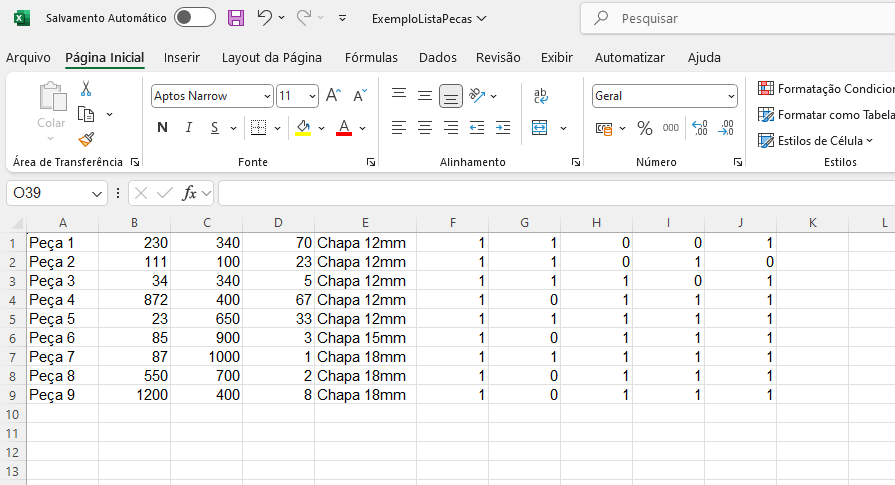 Salvamento Automático ExemploListaPecas Pesquisar
Arquivo Página Inicial Inserir Layout da Página Fórmulas Dados Revisão Exibir Automatizar Ajuda
Colar
Área de Transferência
Aptos Narrow 11
N I S
Fonte
ab
Alinhamento
Geral
% 000
Número
Formatação Condicion
Formatar como Tabela
Estilos de Célula
Estilos
O39 fx
A B C D E F G H I J K L
1 Peça 1 230 340 70 Chapa 12mm 1 1 0 0 1
2 Peça 2 111 100 23 Chapa 12mm 1 1 0 1 0
3 Peça 3 34 340 5 Chapa 12mm 1 1 1 0 1
4 Peça 4 872 400 67 Chapa 12mm 1 0 1 1 1
5 Peça 5 23 650 33 Chapa 12mm 1 1 1 1 1
6 Peça 6 85 900 3 Chapa 15mm 1 0 1 1 1
7 Peça 7 87 1000 1 Chapa 18mm 1 1 1 1 1
8 Peça 8 550 700 2 Chapa 18mm 1 0 1 1 1
9 Peça 9 1200 400 8 Chapa 18mm 1 0 1 1 1
10
11
12
13